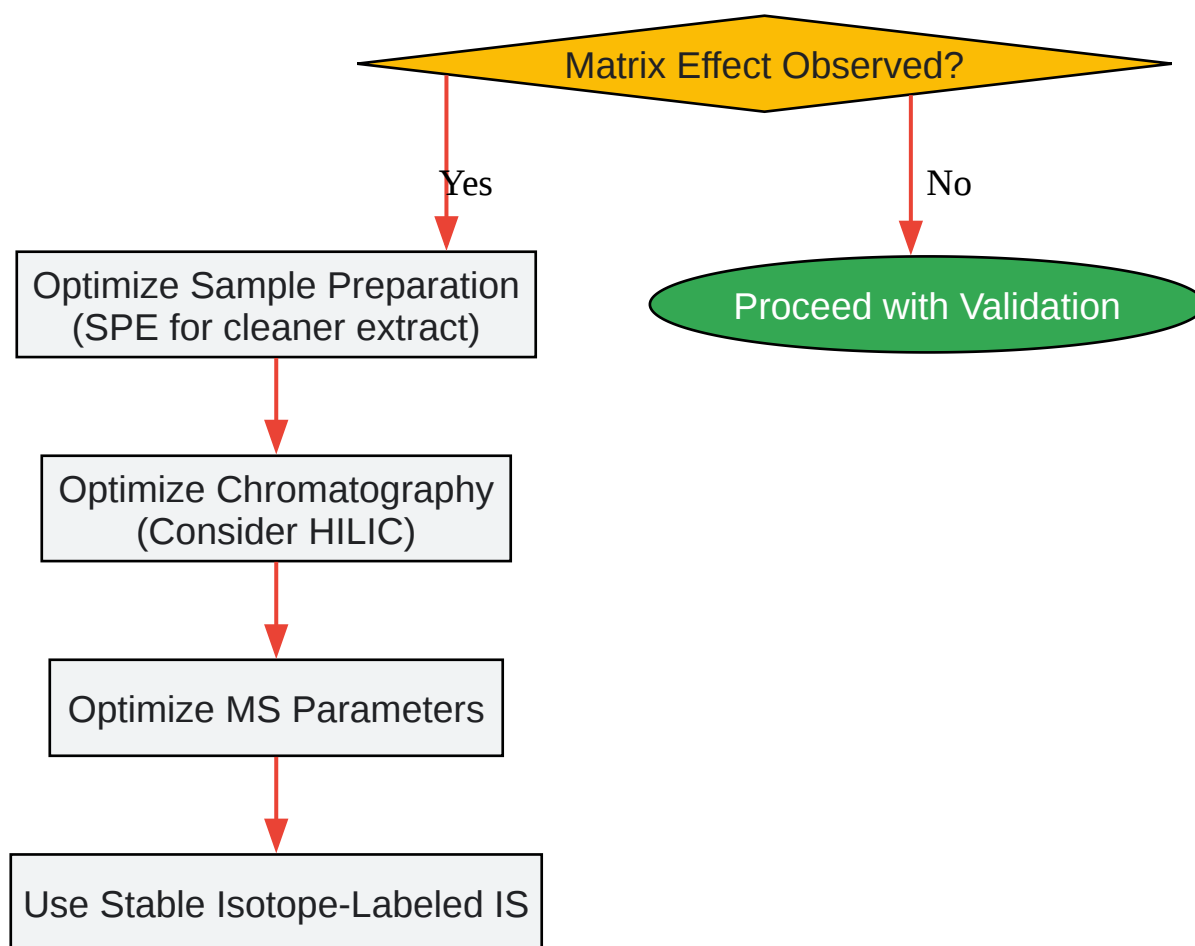 Matrix Effect Observed?
Yes
No
Optimize Sample Preparation
(SPE for cleaner extract)
Proceed with Validation
Optimize Chromatography
(Consider HILIC)
Optimize MS Parameters
Use Stable Isotope-Labeled IS